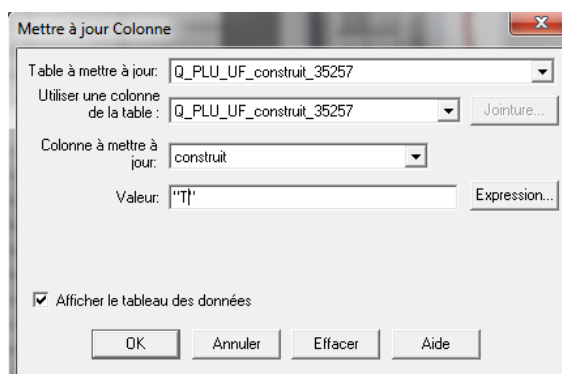 Mettre à jour Colonne
Table à mettre à jour: Q_PLU_UF_construit_35257
Utiliser une colonne
de la table : Q_PLU_UF_construit_35257 Jointure...
Colonne à mettre à
jour: construit
Valeur: "T" Expression...
Afficher le tableau des données
OK Annuler Effacer Aide